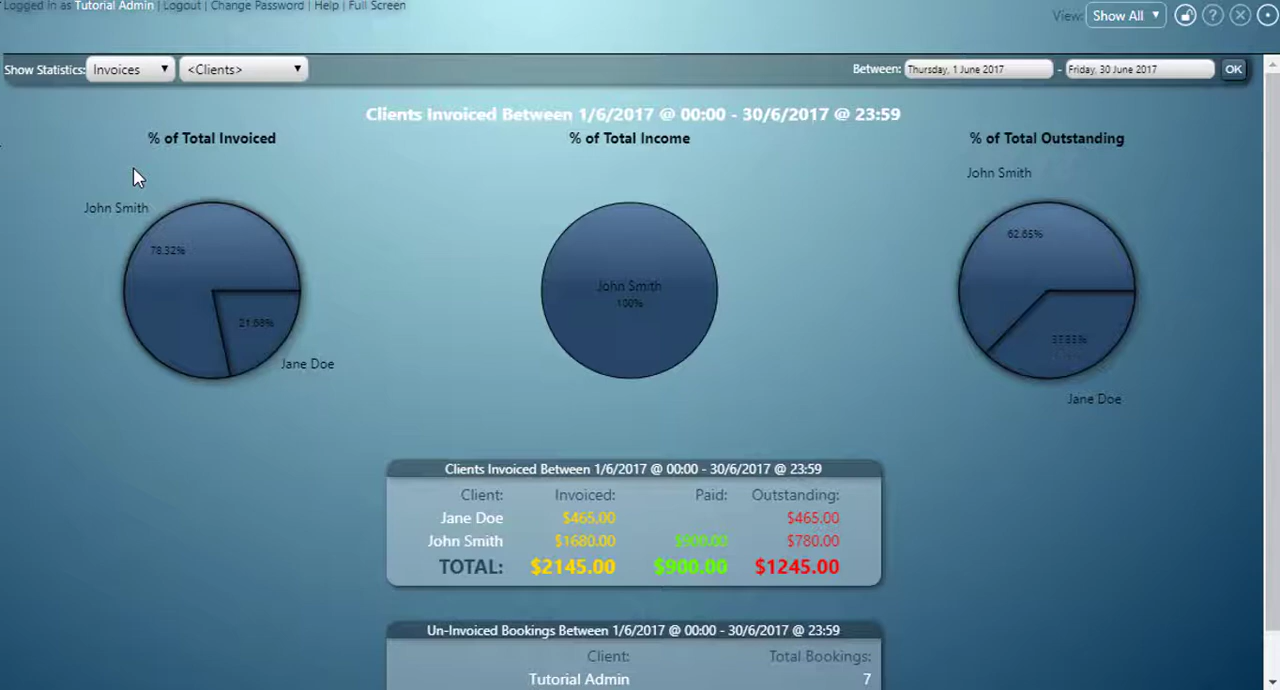 Logged in as Tutorial Admin | Logout | Change Password | Help | Full Screen
View: Show All
Show Statistics: Invoices <Clients> Between: Thursday, 1 June 2017 - Friday, 30 June 2017 OK
Clients Invoiced Between 1/6/2017 @ 00:00 - 30/6/2017 @ 23:59
% of Total Invoiced % of Total Income % of Total Outstanding
John Smith
John Smith
62.65%
78.32%
John Smith
100%
21.68%
Jane Doe
Jane Doe
Clients Invoiced Between 1/6/2017 @ 00:00 - 30/6/2017 @ 23:59
Client: Invoiced: Paid: Outstanding:
Jane Doe $465.00 $465.00
John Smith $1680.00 $900.00 $780.00
TOTAL: $2145.00 $900.00 $1245.00
Un-Invoiced Bookings Between 1/6/2017 @ 00:00 - 30/6/2017 @ 23:59
Client: Total Bookings:
Tutorial Admin 7